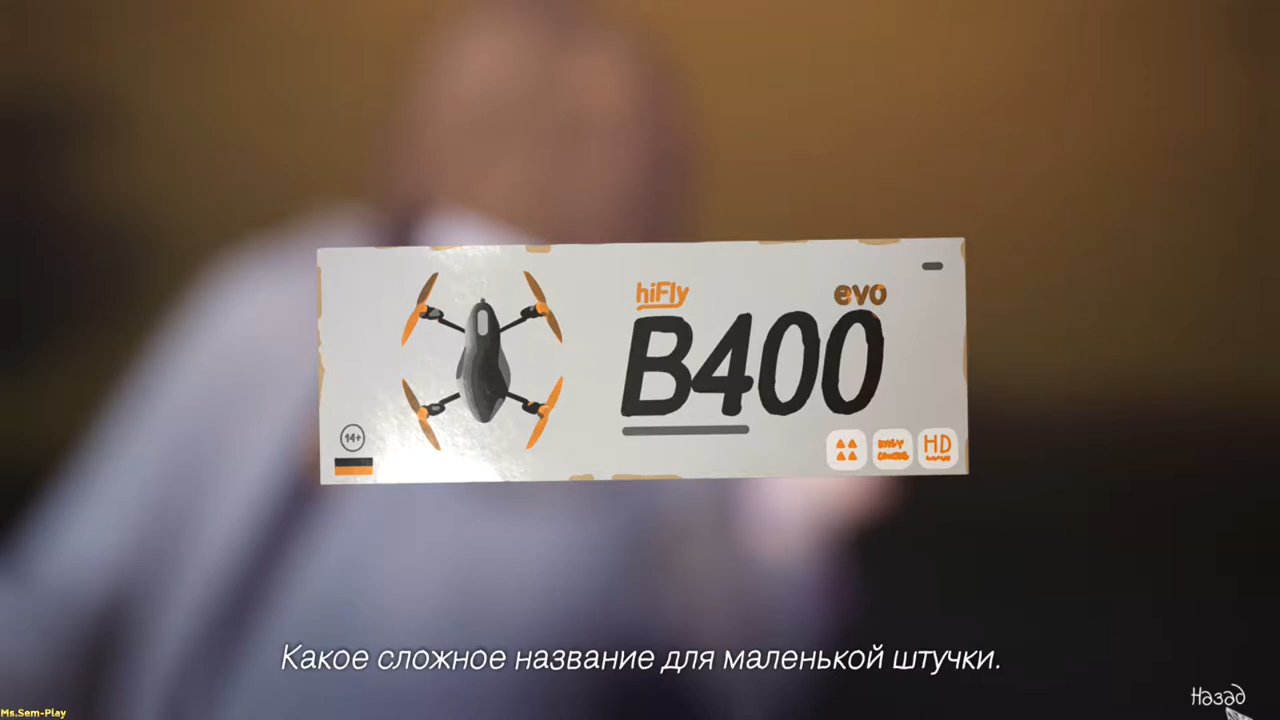 hiFly
evo
B400
14+
HD
Какое сложное название для маленькой штучки.
Назад
Ms.Sem-Play